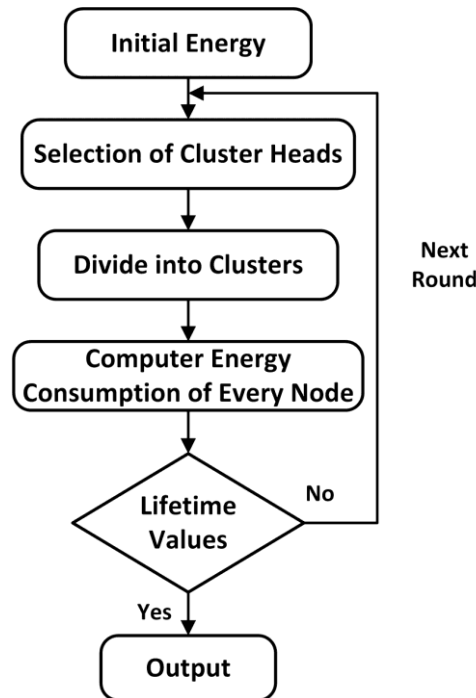 Initial Energy
Selection of Cluster Heads
Divide into Clusters
Next
Round
Computer Energy
Consumption of Every Node
Lifetime
Values
No
Yes
Output